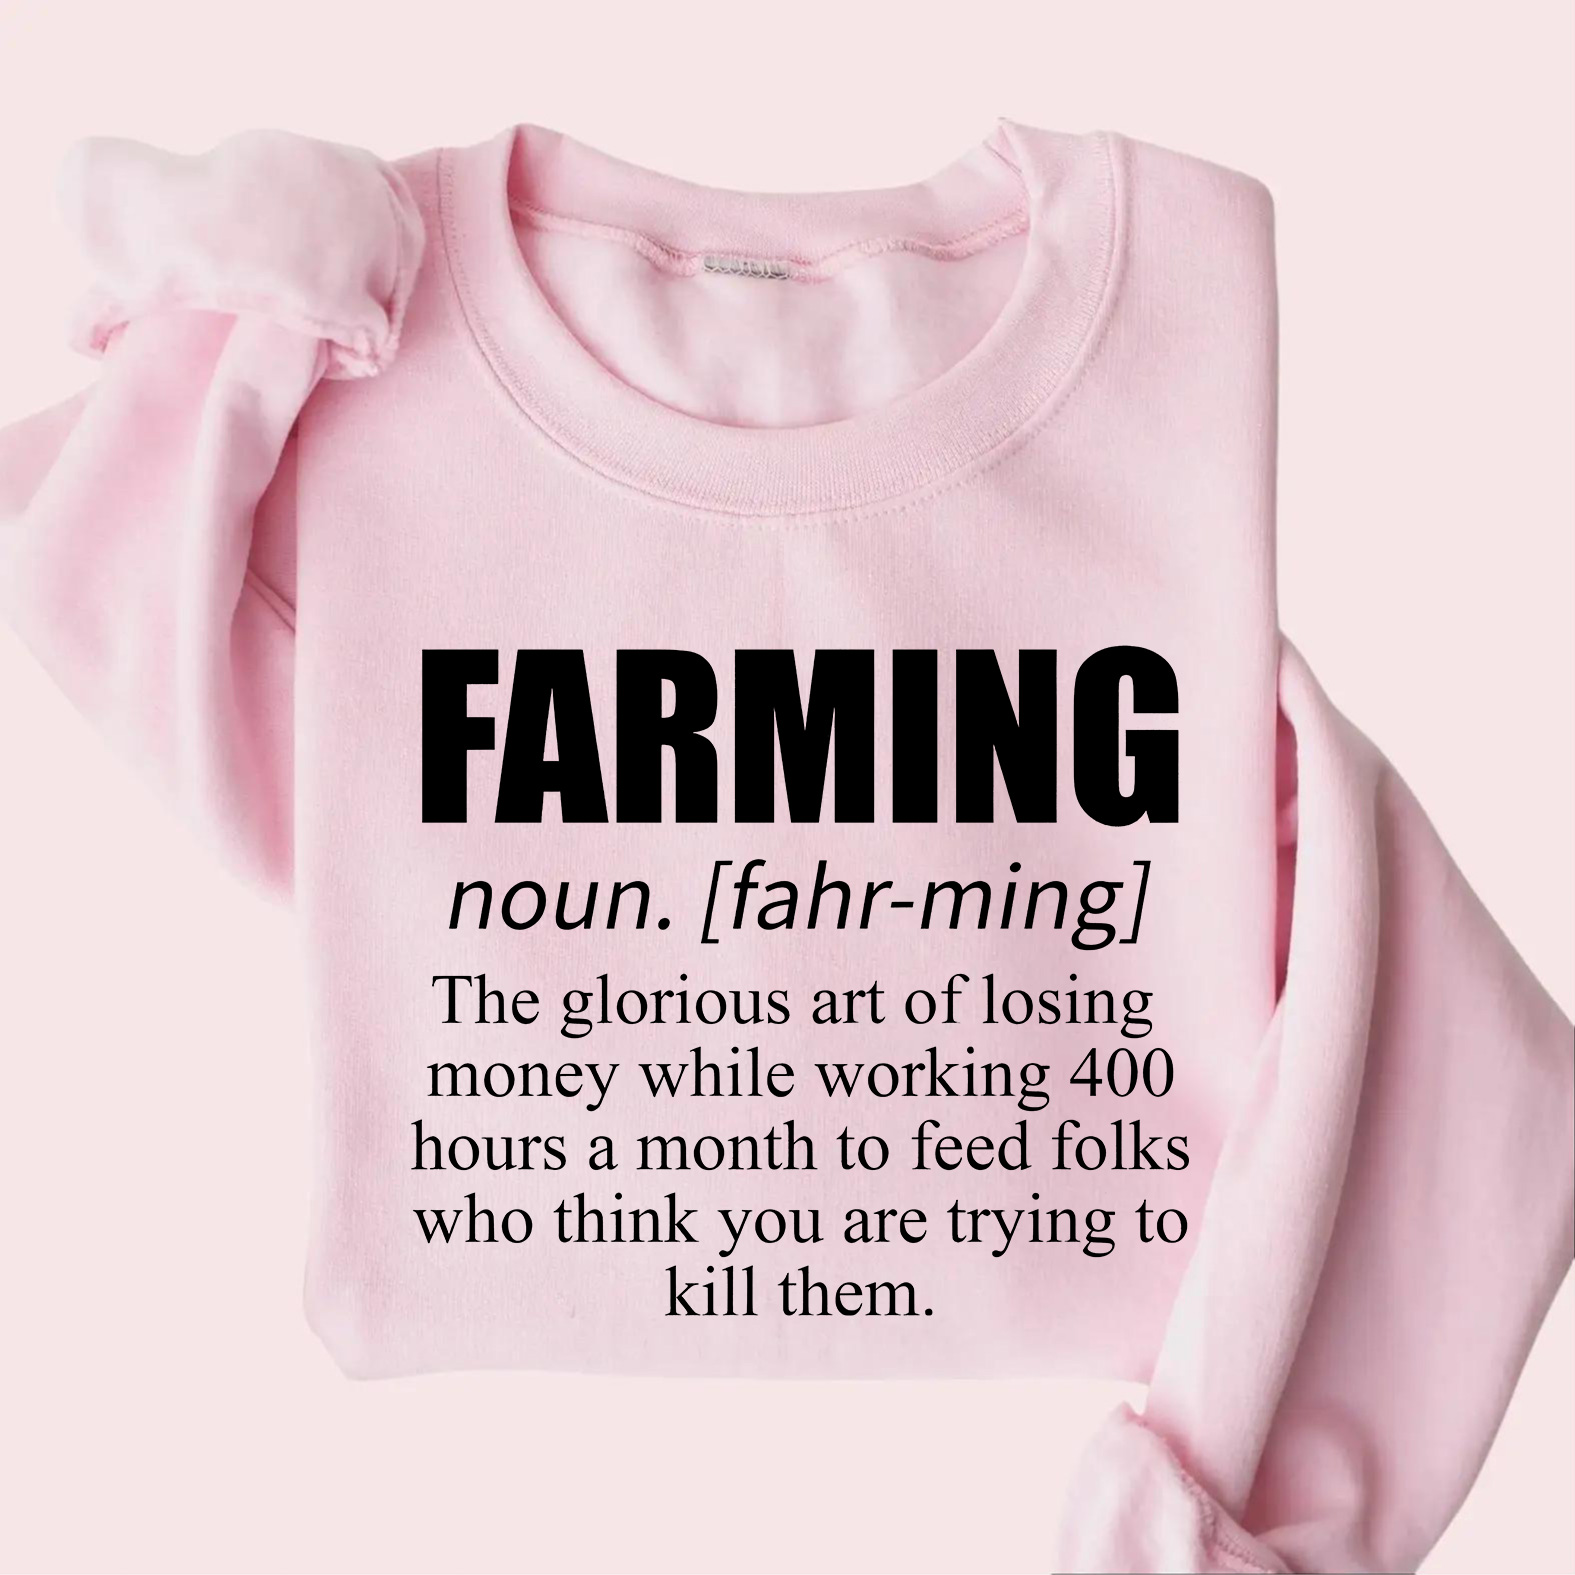 FARMING
noun. [fahr-ming]
The glorious art of losing
money while working 400
hours a month to feed folks
who think you are trying to
kill them.